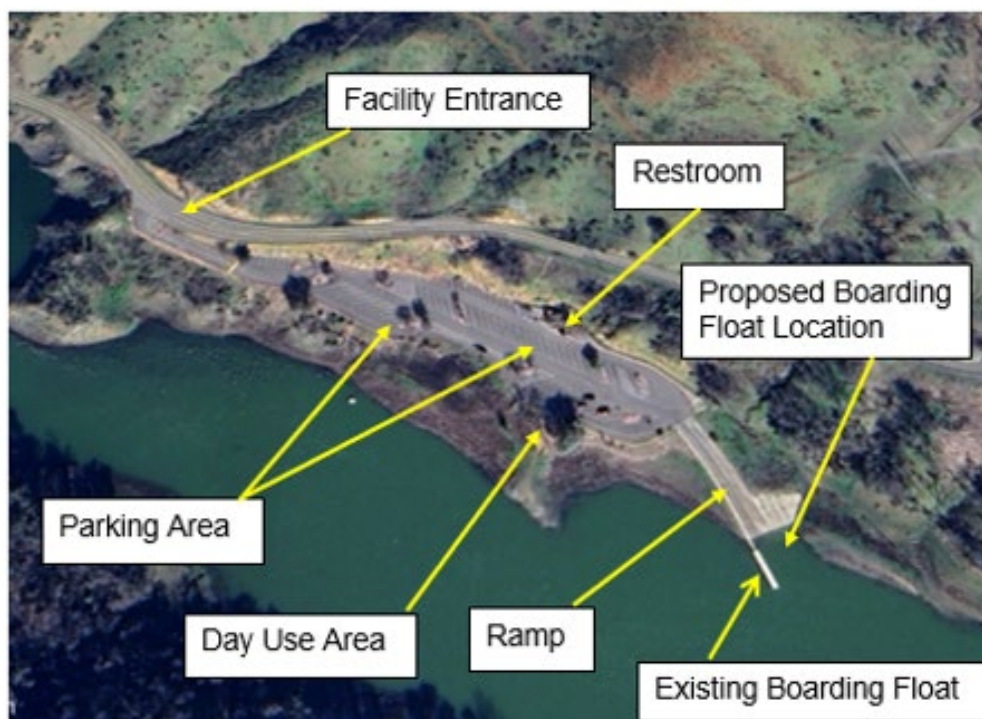 Facility Entrance
Restroom
Proposed Boarding
Float Location
Parking Area
Day Use Area
Ramp
Existing Boarding Float